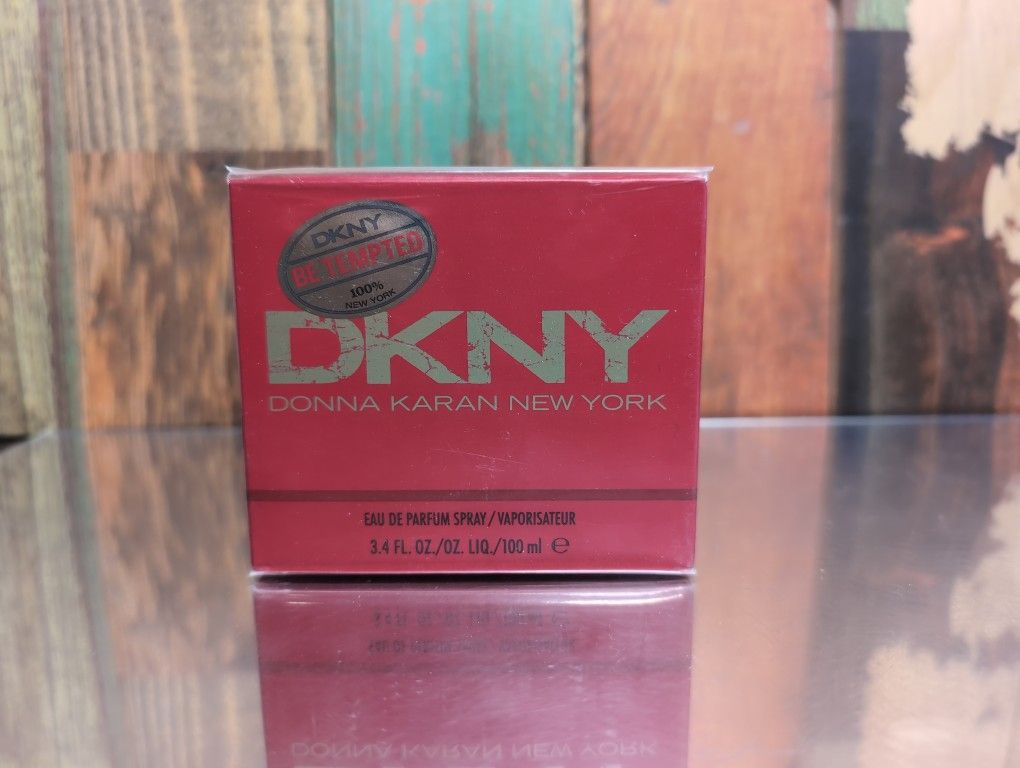 DKNY
BE TEMPTED
100%
NEW YORK
DKNY
DONNA KARAN NEW YORK
EAU DE PARFUM SPRAY/VAPORISATEUR
3.4 FL. OZ./OZ. LIQ./100 ml ℮